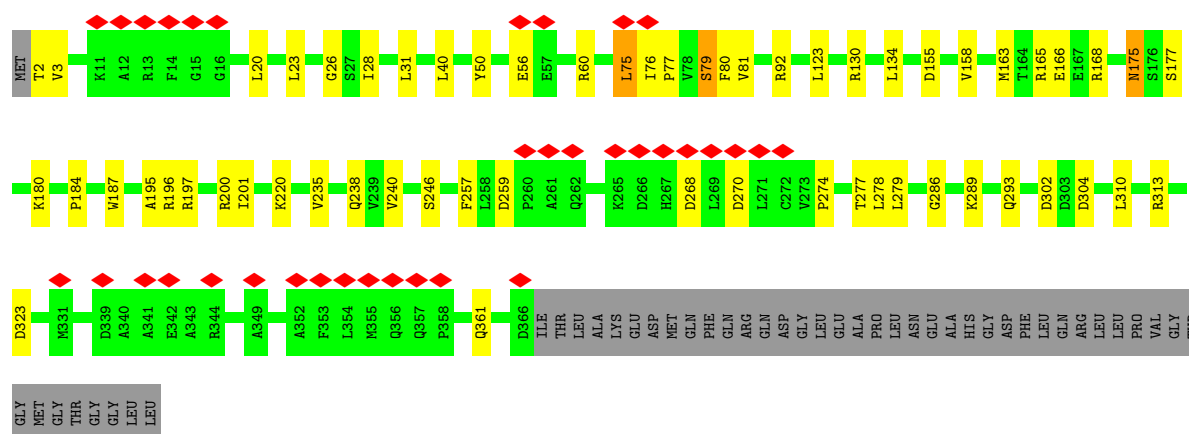 MET T2 V3 K11 A12 R13 F14 G15 G16 L20 L23 G26 S27 I28 L31 L40 Y50 E56 E57 R60 L75 I76 P77 V78 S79 F80 V81 R92 L123 R130 L134 D155 V158 M163 T164 R165 E166 E167 R168 N175 S176 S177
K180 P184 W187 A195 R196 R197 R200 I201 K220 V235 Q238 V239 V240 S246 F257 L258 D259 P260 A261 Q262 K265 D266 H267 D268 L269 D270 L271 C272 V273 P274 T277 L278 L279 G286 K289 Q293 D302 D303 D304 L310 R313
D323 M331 D339 A340 A341 E342 A343 R344 A349 A352 F353 L354 M355 Q356 Q357 P358 Q361 D366 ILE THR LEU ALA LYS GLU ASP MET GLN PHE GLN ARG GLN ASP GLY LEU GLU ALA PRO LEU ASN GLU ALA HIS GLY ASP PHE LEU GLN ARG LEU LEU PRO VAL GLY
GLY MET GLY THR GLY GLY LEU LEU